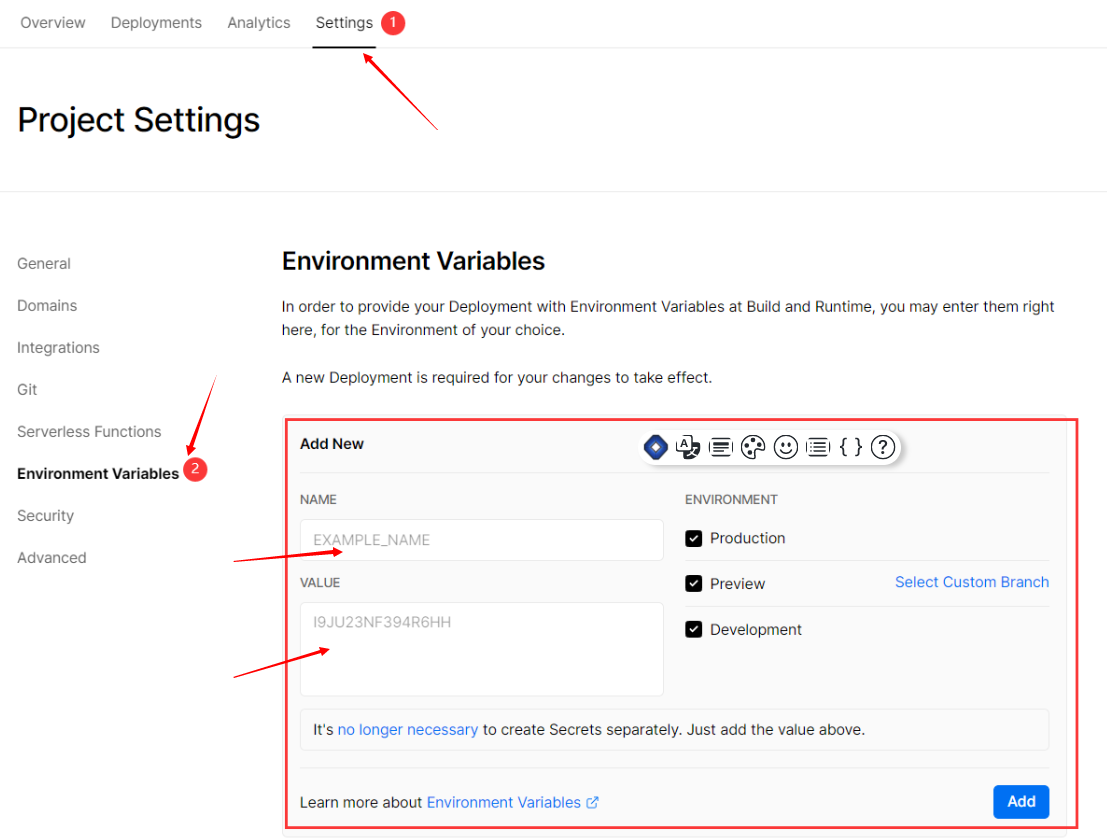 Overview Deployments Analytics Settings 1
Project Settings
General
Domains
Integrations
Git
Serverless Functions
Environment Variables 2
Security
Advanced
Environment Variables
In order to provide your Deployment with Environment Variables at Build and Runtime, you may enter them right
here, for the Environment of your choice.
A new Deployment is required for your changes to take effect.
Add New
NAME
EXAMPLE_NAME
VALUE
I9JU23NF394R6HH
ENVIRONMENT
Production
Preview Select Custom Branch
Development
It's no longer necessary to create Secrets separately. Just add the value above.
Learn more about Environment Variables
Add